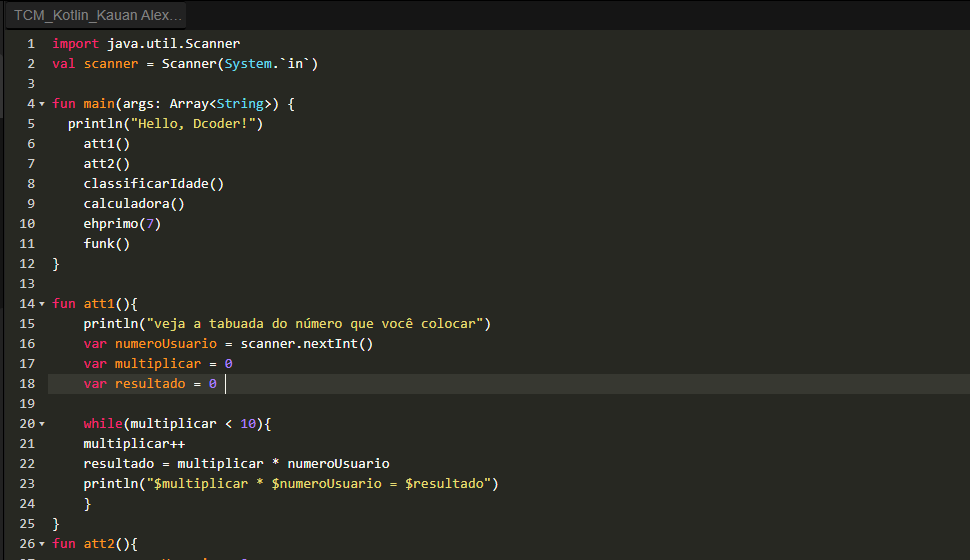 TCM_Kotlin_Kauan Alex...
1 import java.util.Scanner
2 val scanner = Scanner(System.`in`)
3
4 fun main(args: Array<String>) {
5 println("Hello, Dcoder!")
6 att1()
7 att2()
8 classificarIdade()
9 calculadora()
10 ehprimo(7)
11 funk()
12 }
13
14 fun att1(){
15 println("veja a tabuada do número que você colocar")
16 var numeroUsuario = scanner.nextInt()
17 var multiplicar = 0
18 var resultado = 0
19
20 while(multiplicar < 10){
21 multiplicar++
22 resultado = multiplicar * numeroUsuario
23 println("$multiplicar * $numeroUsuario = $resultado")
24 }
25 }
26 fun att2(){